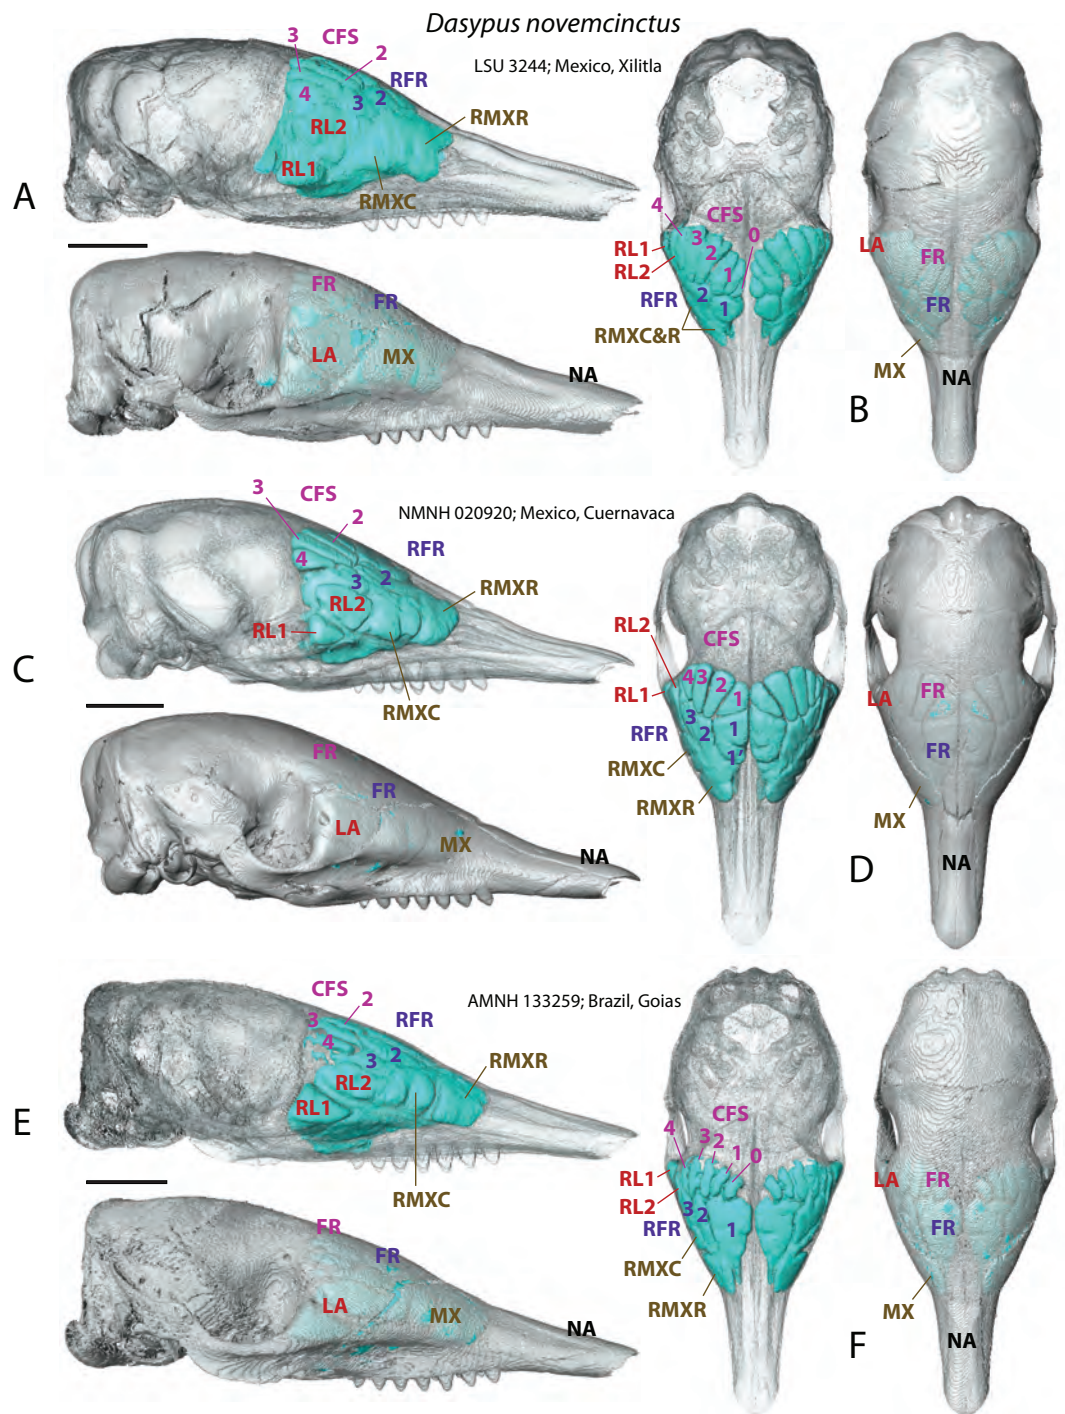 Dasypus novemcinctus
LSU 3244; Mexico, Xilitla
3 CFS 2
RFR
4 3 2
RL2
RMXR
RL1
RMXC
A
FR
FR
LA MX
NA
CFS
4 3 2 1 0
RL1
RL2
RFR 2 1
RMXC&R
LA
FR
FR
MX
NA
B
NMNH 020920; Mexico, Cuernavaca
3 CFS 2
RFR
4 3 2
RL2
RMXR
RL1
RMXC
C
FR
FR
LA
MX
NA
RL2
CFS
4 3 2 1
RL1
3 2 1
RFR
1'
RMXC
RMXR
LA
FR
FR
MX
NA
D
AMNH 133259; Brazil, Goias
CFS 2
3
RFR
4 3 2
RL2
RMXR
RL1
RMXC
E
FR
FR
LA
MX
NA
CFS
4 3 2 1 0
RL1
RL2
3 2 1
RFR
RMXC
RMXR
LA
FR
FR
MX
NA
F